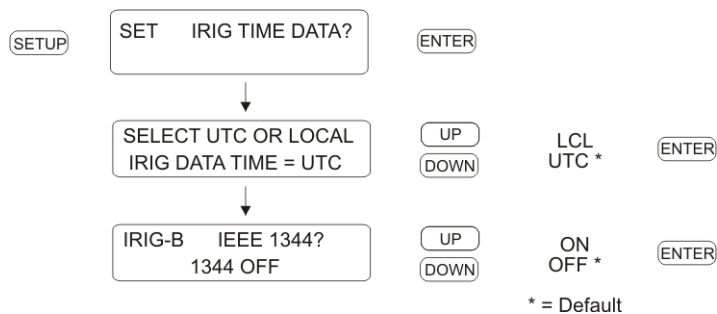 SETUP
SET IRIG TIME DATA?
ENTER
SELECT UTC OR LOCAL
IRIG DATA TIME = UTC
UP
DOWN
LCL
UTC *
ENTER
IRIG-B IEEE 1344?
1344 OFF
UP
DOWN
ON
OFF *
ENTER
* = Default